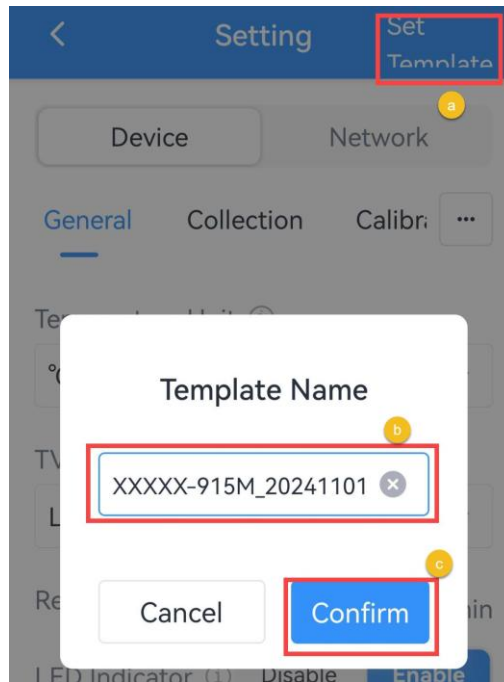 Setting
Set
Template
a
Device
Network
General
Collection
Calibr
Template Name
b
XXXXX-915M_20241101
c
Cancel
Confirm
Re
in
LED Indicator
Disable
Enable